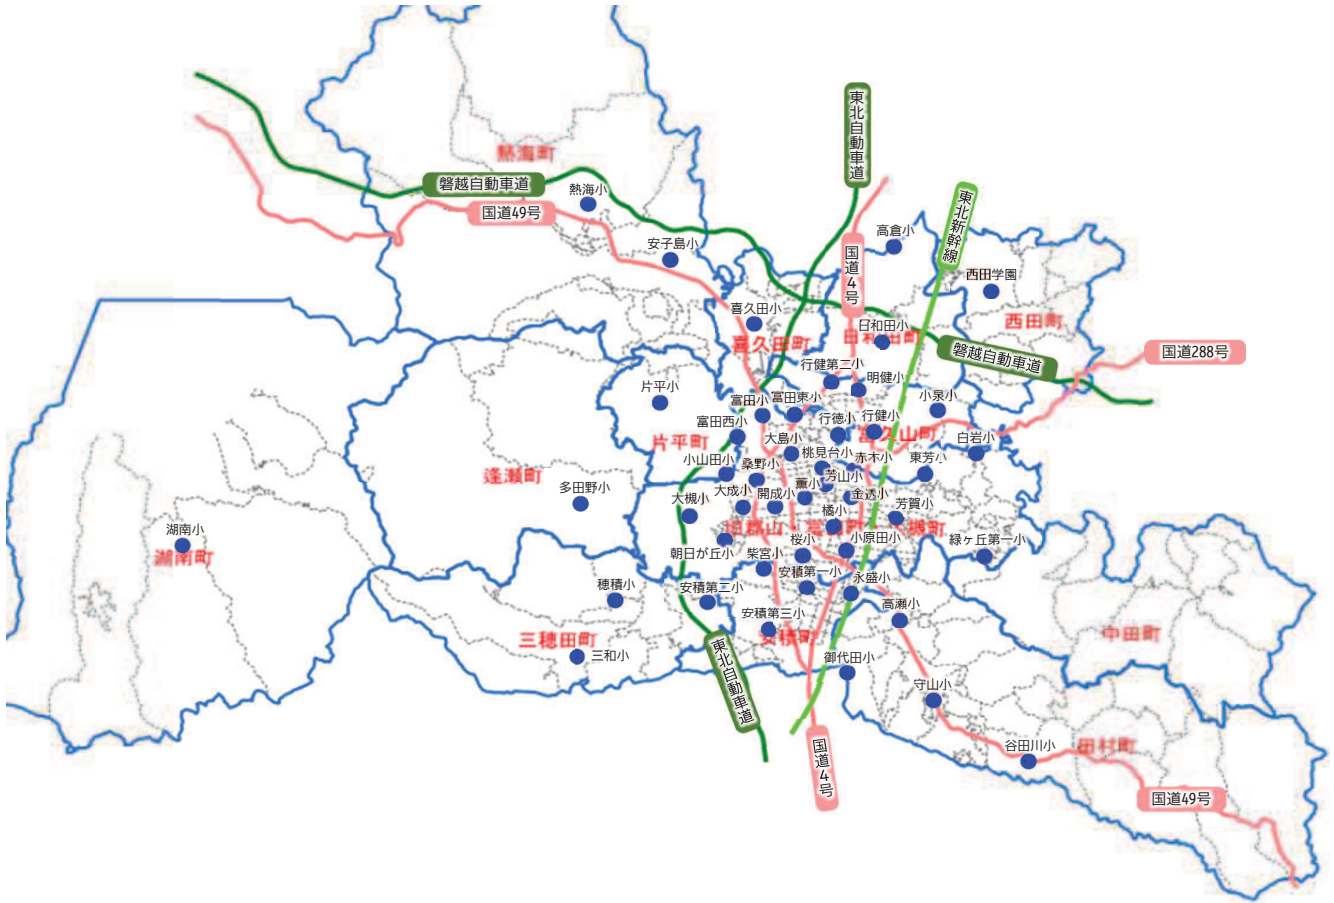 東北自動車道
熱海町
磐越自動車道
熱海小
国道49号
東北新幹線
高倉小
安子島小
国道4号
西田学園
喜久田小
西田町
日和田小
喜久田町
磐越自動車道
国道288号
行健第二小
明健小
片平小
富田小
富田東小
小泉小
富田西小
行徳小
行健小
片平町
大島小
富久山町
白岩小
小山田小
桑野小
桃見台小
赤木小
東芳小
逢瀬町
芳山小
多田野小
大槻小
大成小
開成小
薫小
金透小
芳賀小
橘小
湖南小
湖南町
朝日が丘小
柴宮小
桜小
小原田小
緑ヶ丘第一小
穂積小
安積第二小
安積第一小
永盛小
高瀬小
安積第三小
三穂田町
安積町
中田町
三和小
東北自動車道
御代田小
守山小
谷田川小
田村町
国道4号
国道49号